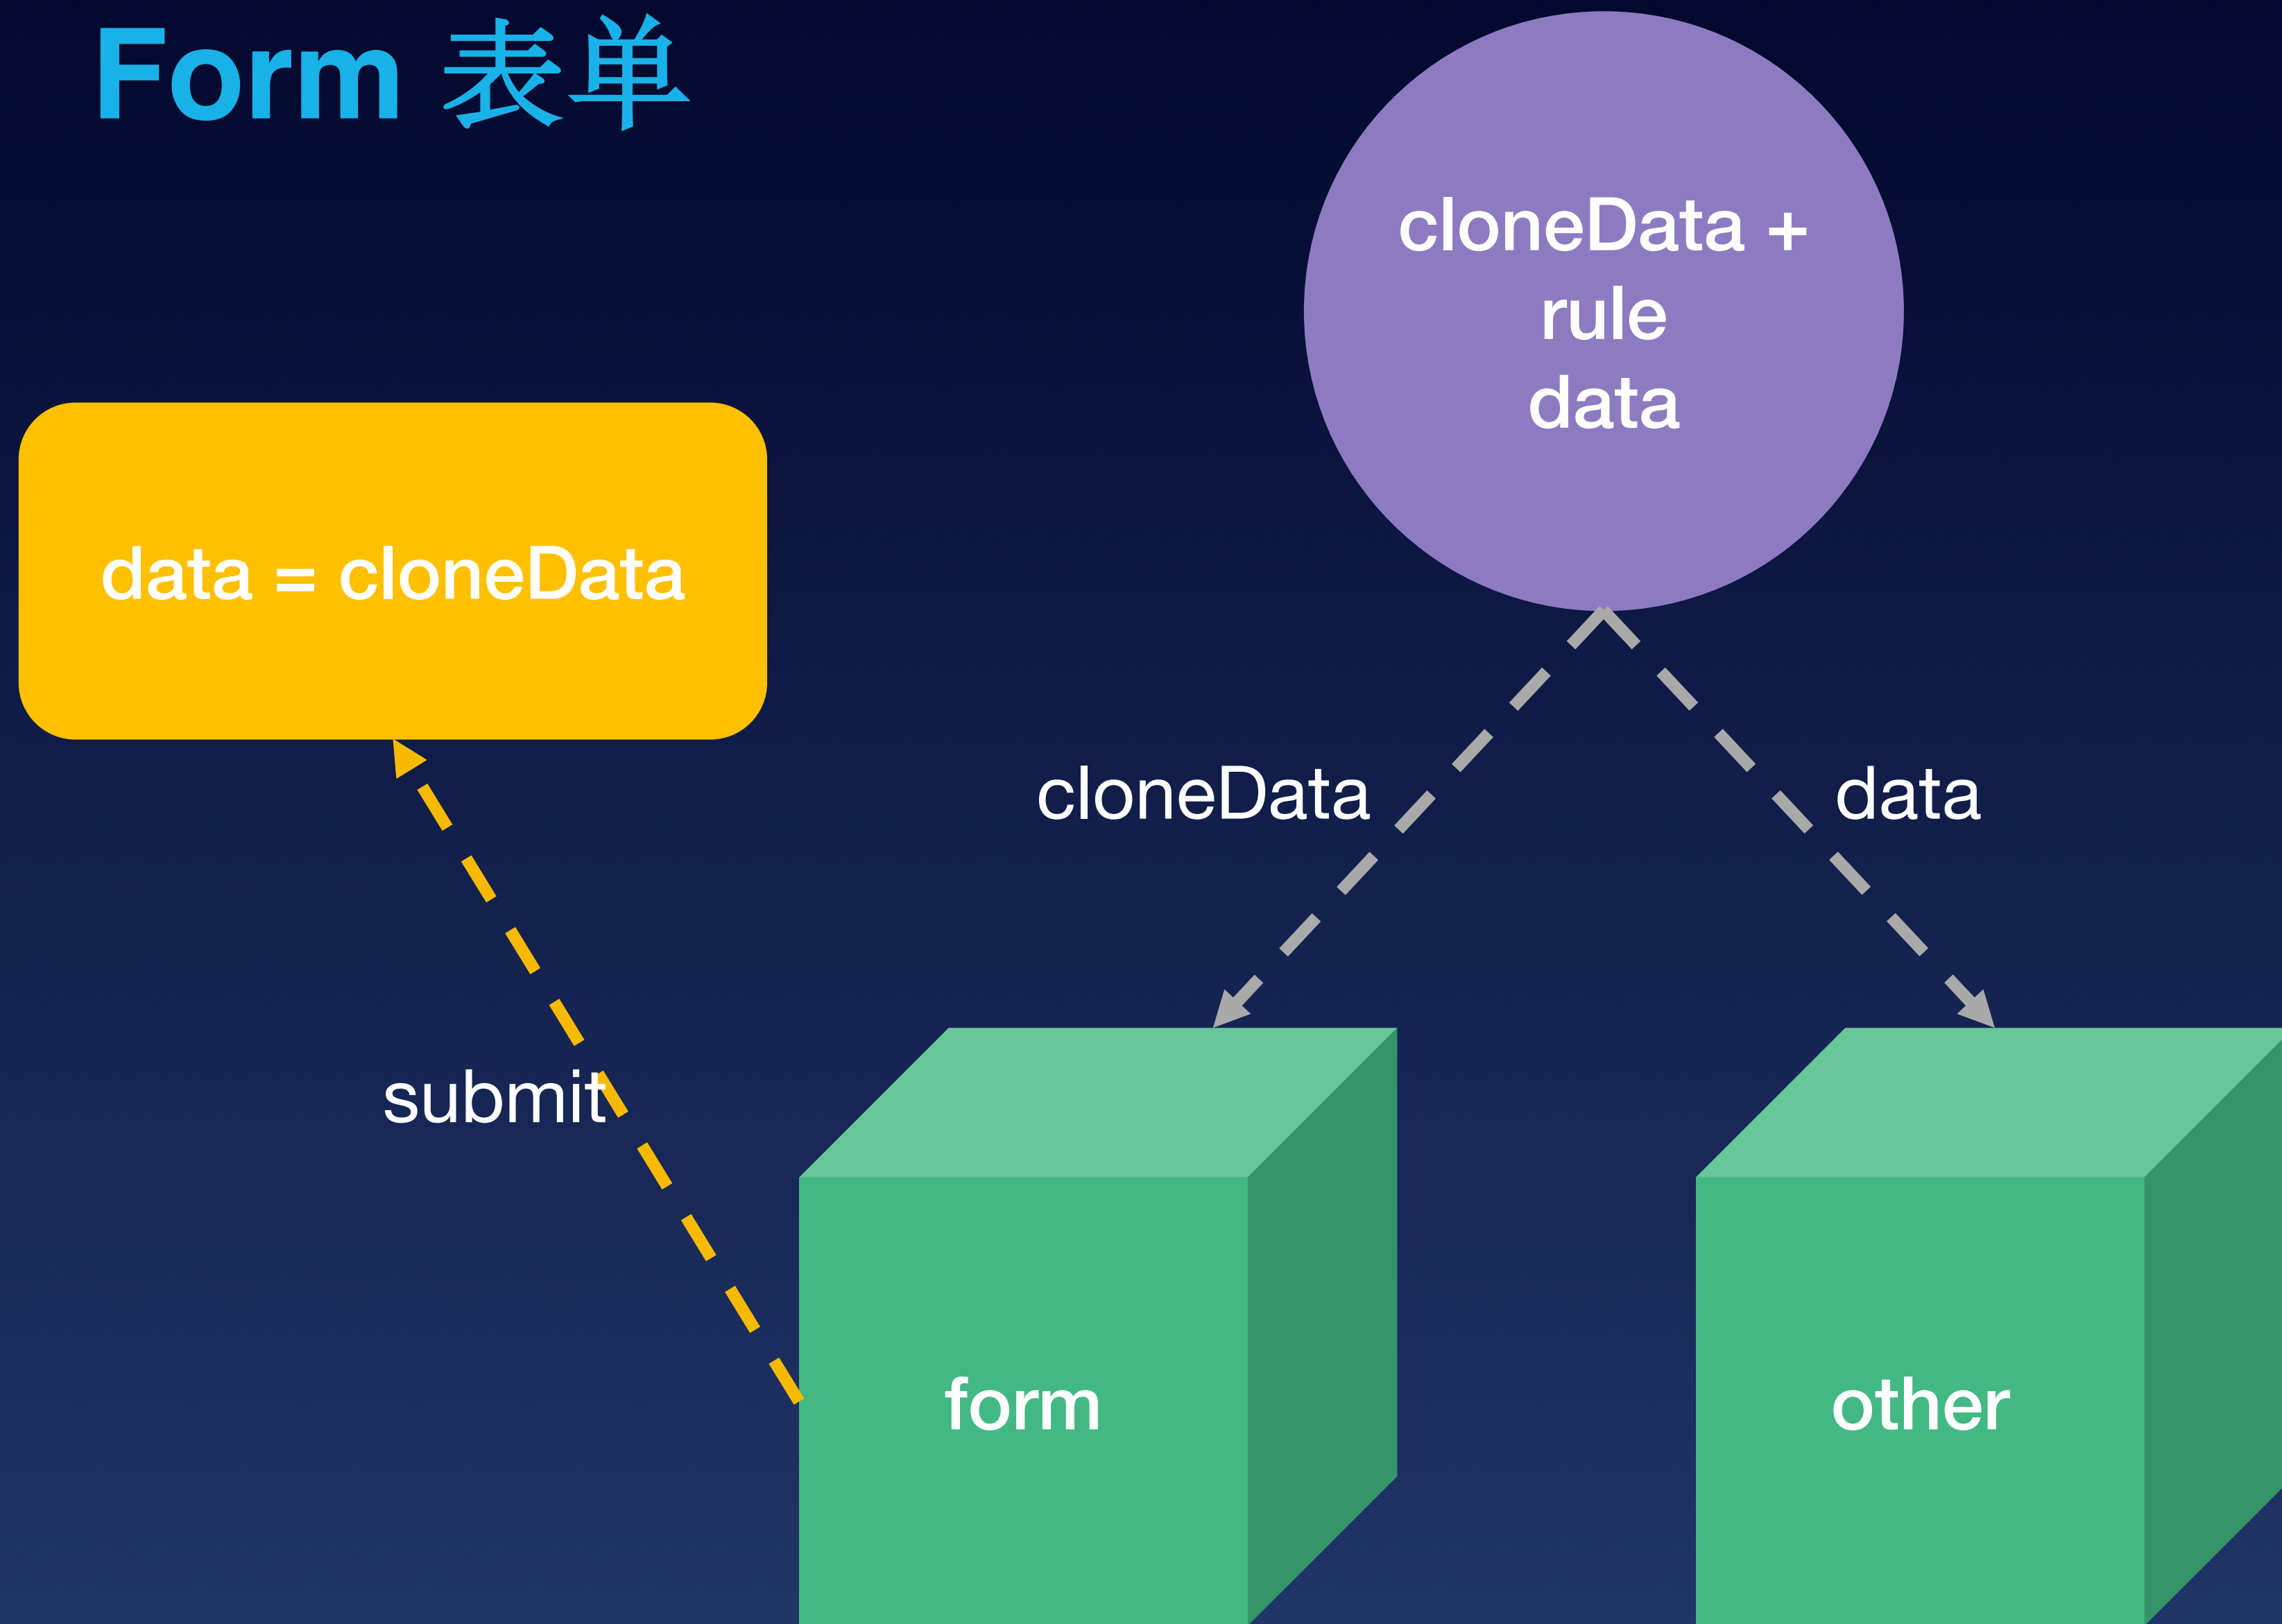 Form 表单
cloneData +
rule
data
data = cloneData
cloneData
data
submit
form
other